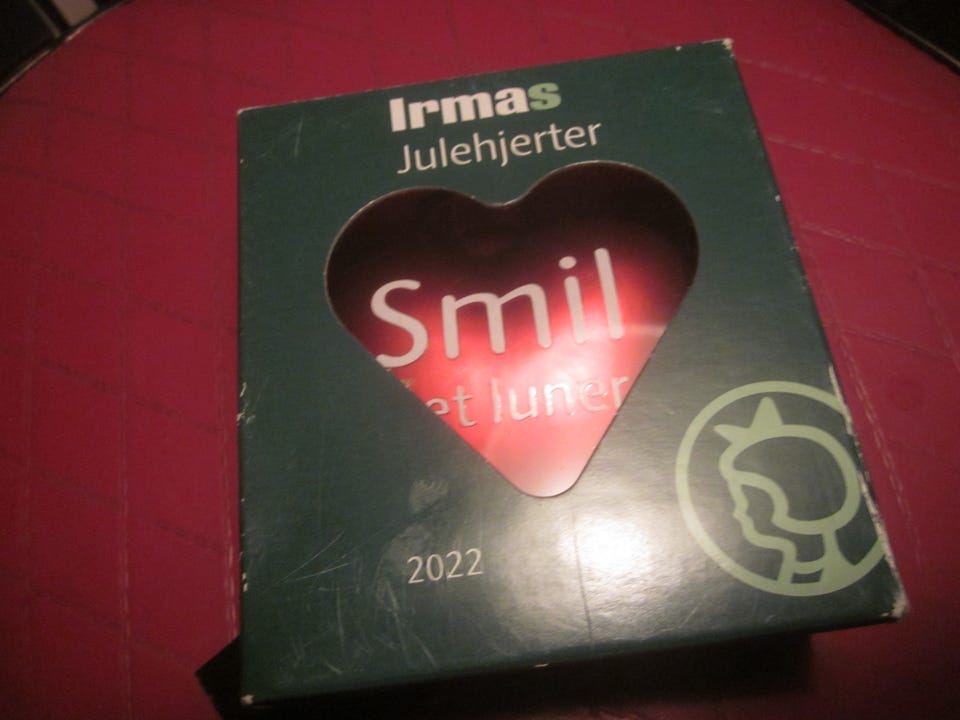 Irmas
Julehjerter
Smil
et luner
2022